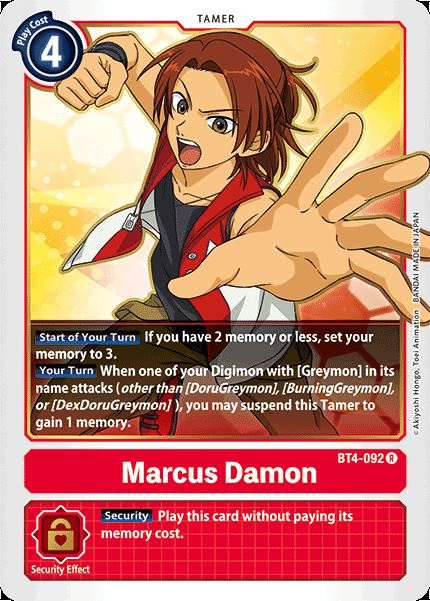 TAMER
Play Cost
4
Start of Your Turn If you have 2 memory or less, set your
memory to 3.
Your Turn When one of your Digimon with [Greymon] in its
name attacks (other than [DoruGreymon], [BurningGreymon],
or [DexDoruGreymon] ), you may suspend this Tamer to
gain 1 memory.
©Akiyoshi Hongo, Toei Animation BANDAI MADE IN JAPAN
BT4-092 R
Marcus Damon
Security Play this card without paying its
memory cost.
Security Effect